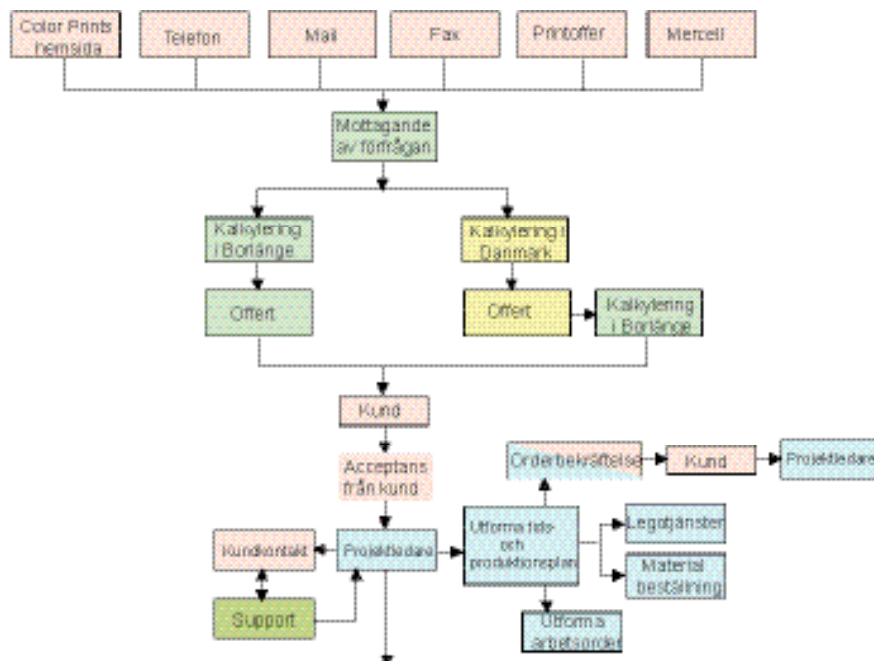 Color Prints
hemsida
Telefon
Mail
Fax
Printoffer
Mercell
Mottagande
av förfrågan
Kalkylering
i Borlänge
Kalkylering i
Danmark
Offert
Offert
Kalkylering
i Borlänge
Kund
Acceptans
från kund
Orderbekräftelse
Kund
Projektledare
Kundkontakt
Projektledare
Utforma tids-
och
produktionsplan
Legotjänster
Material
beställning
Support
Utforma
arbetsorder